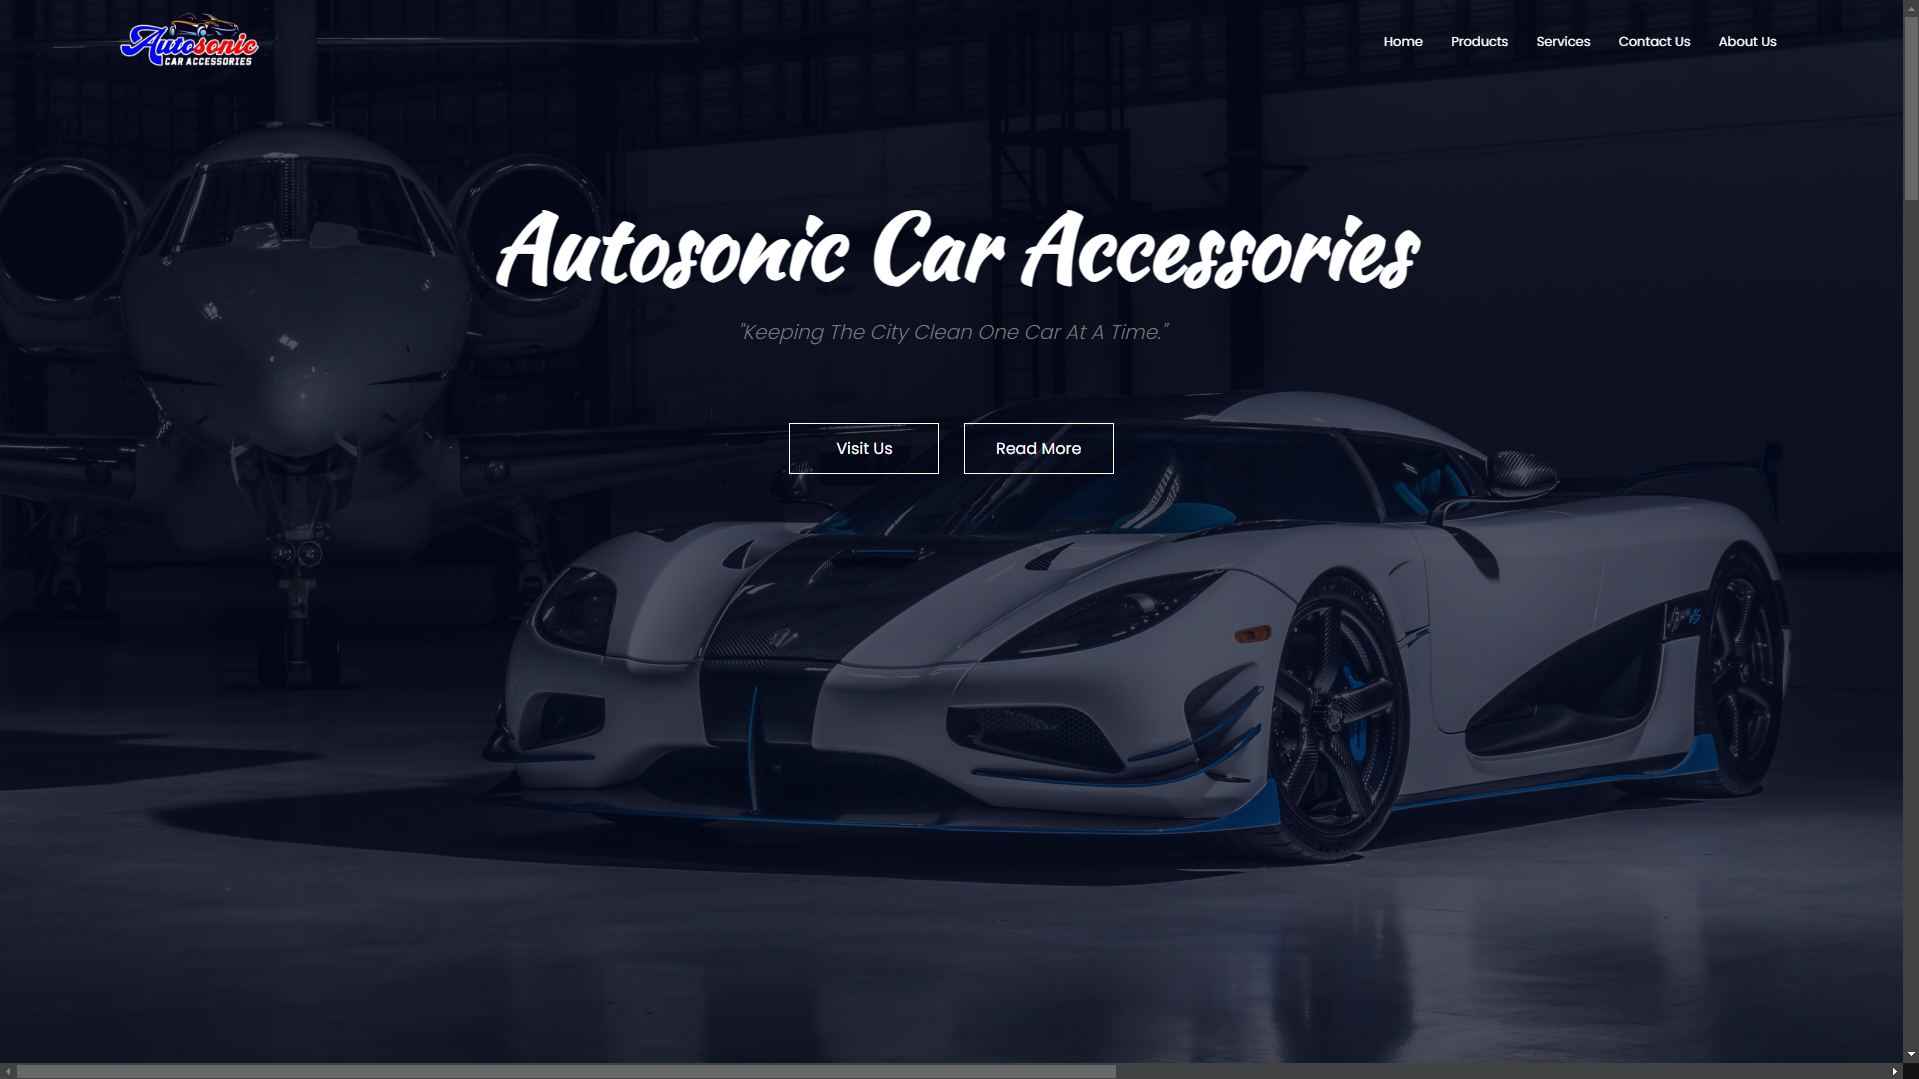 Autosonic
CAR ACCESSORIES
Home Products Services Contact Us About Us
Autosonic Car Accessories
"Keeping The City Clean One Car At A Time."
Visit Us Read More